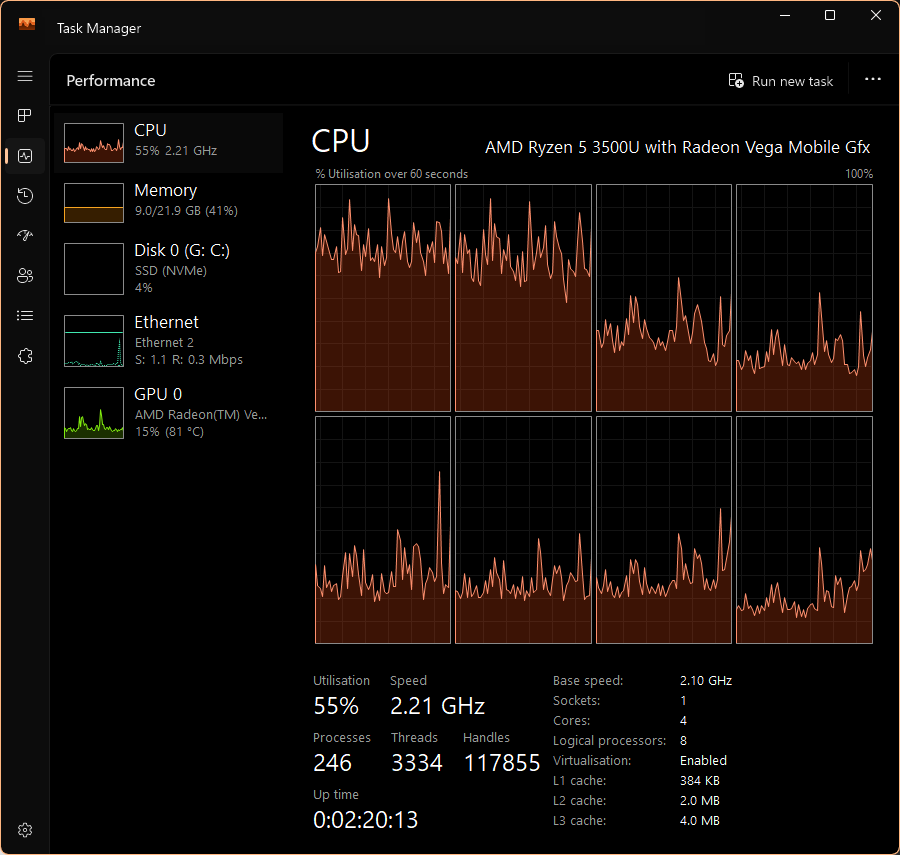 Task Manager
Performance
Run new task
CPU
55% 2.21 GHz
Memory
9.0/21.9 GB (41%)
Disk 0 (G: C:)
SSD (NVMe)
4%
Ethernet
Ethernet 2
S: 1.1 R: 0.3 Mbps
GPU 0
AMD Radeon(TM) Ve...
15% (81 °C)
CPU
AMD Ryzen 5 3500U with Radeon Vega Mobile Gfx
% Utilisation over 60 seconds
100%
Utilisation
55%
Speed
2.21 GHz
Processes
246
Threads
3334
Handles
117855
Up time
0:02:20:13
Base speed: 2.10 GHz
Sockets: 1
Cores: 4
Logical processors: 8
Virtualisation: Enabled
L1 cache: 384 KB
L2 cache: 2.0 MB
L3 cache: 4.0 MB